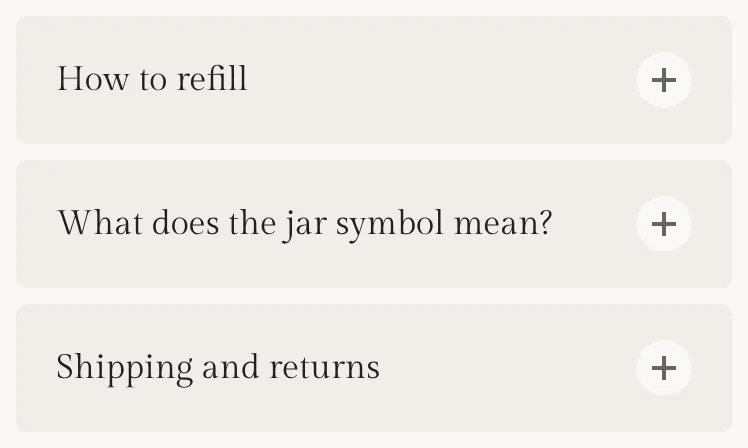 How to refill
What does the jar symbol mean?
Shipping and returns